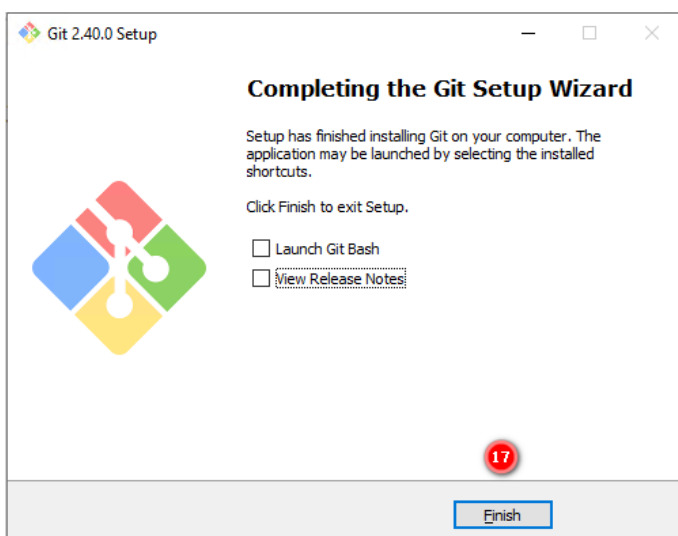 Git 2.40.0 Setup
Completing the Git Setup Wizard
Setup has finished installing Git on your computer. The
application may be launched by selecting the installed
shortcuts.
Click Finish to exit Setup.
Launch Git Bash
View Release Notes
17
Finish